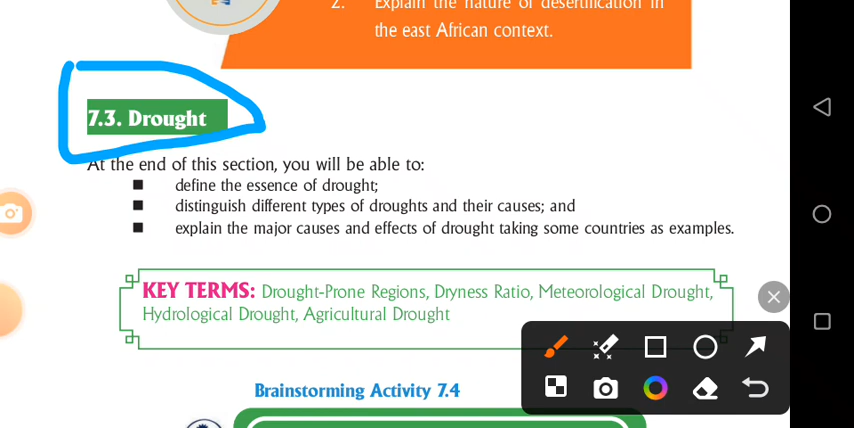 2. Explain the nature of desertification in
the east African context.
7.3. Drought
At the end of this section, you will be able to:
■ define the essence of drought;
■ distinguish different types of droughts and their causes; and
■ explain the major causes and effects of drought taking some countries as examples.
KEY TERMS: Drought-Prone Regions, Dryness Ratio, Meteorological Drought,
Hydrological Drought, Agricultural Drought
Brainstorming Activity 7.4